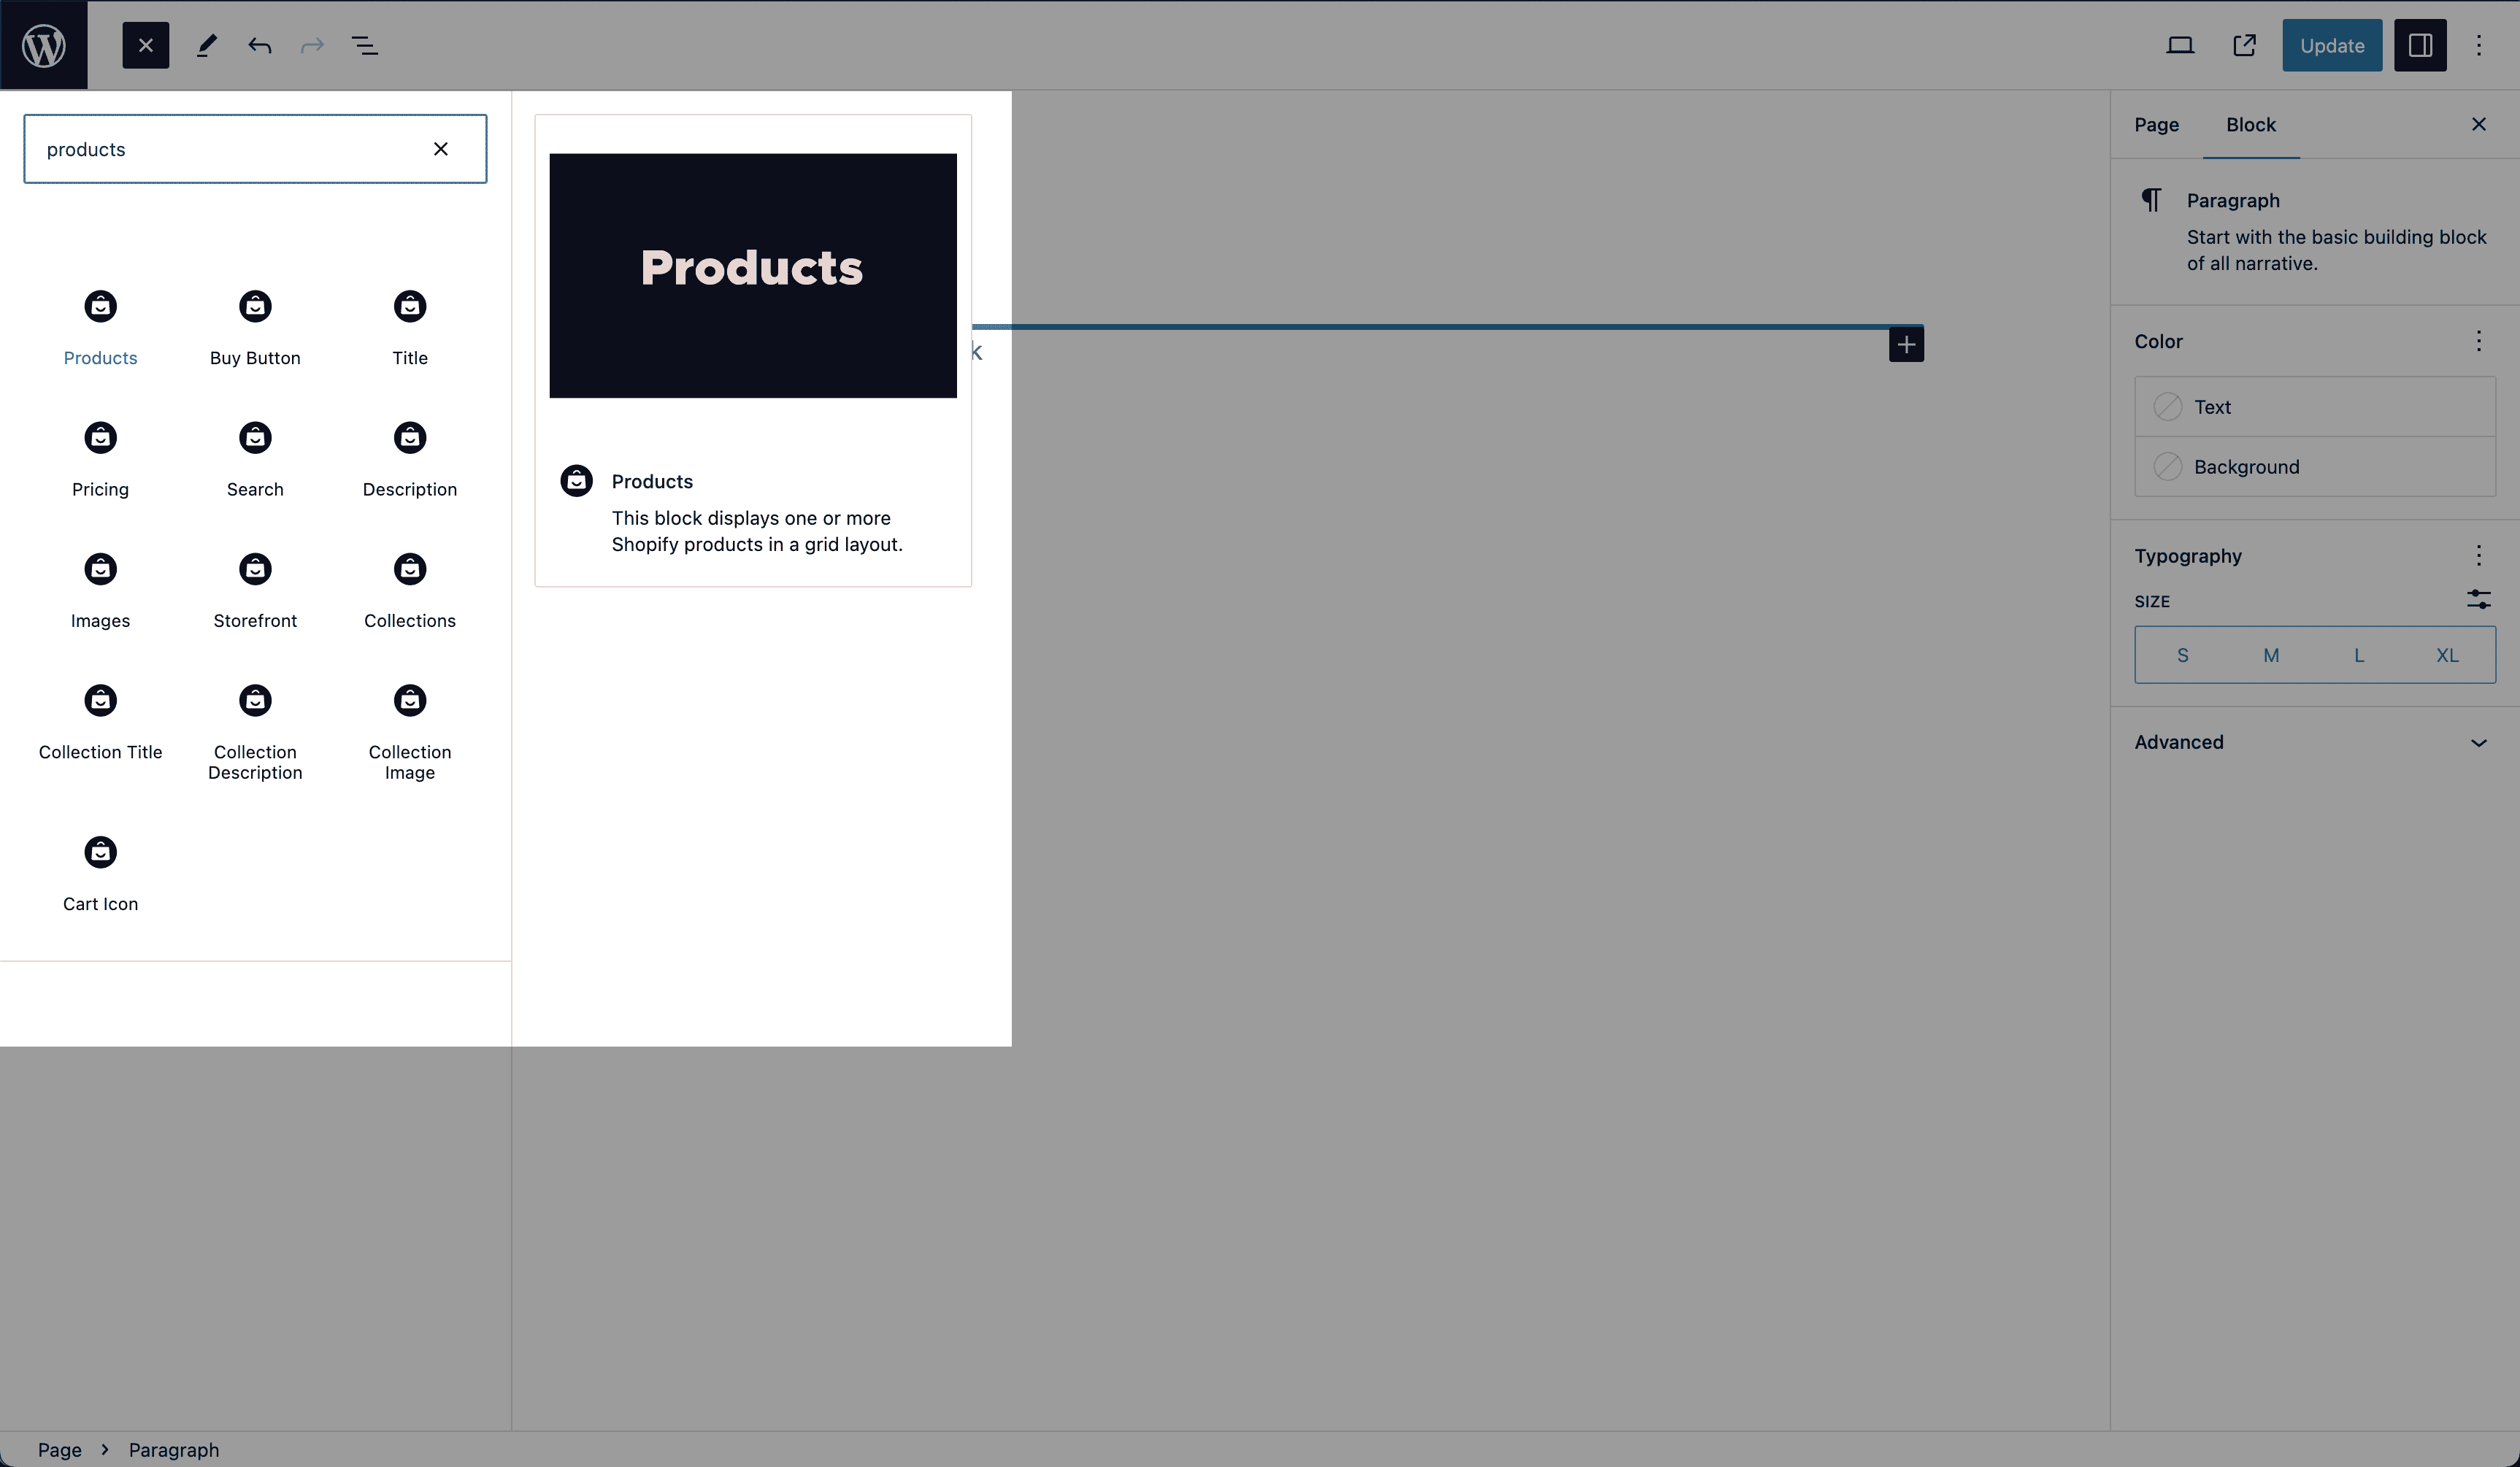 Update
products
Products
Buy Button
Title
Pricing
Search
Description
Images
Storefront
Collections
Collection Title
Collection
Description
Collection
Image
Cart Icon
Products
Products
This block displays one or more
Shopify products in a grid layout.
k
Page
Block
Paragraph
Start with the basic building block
of all narrative.
Color
Text
Background
Typography
SIZE
S M L XL
Advanced
Page > Paragraph